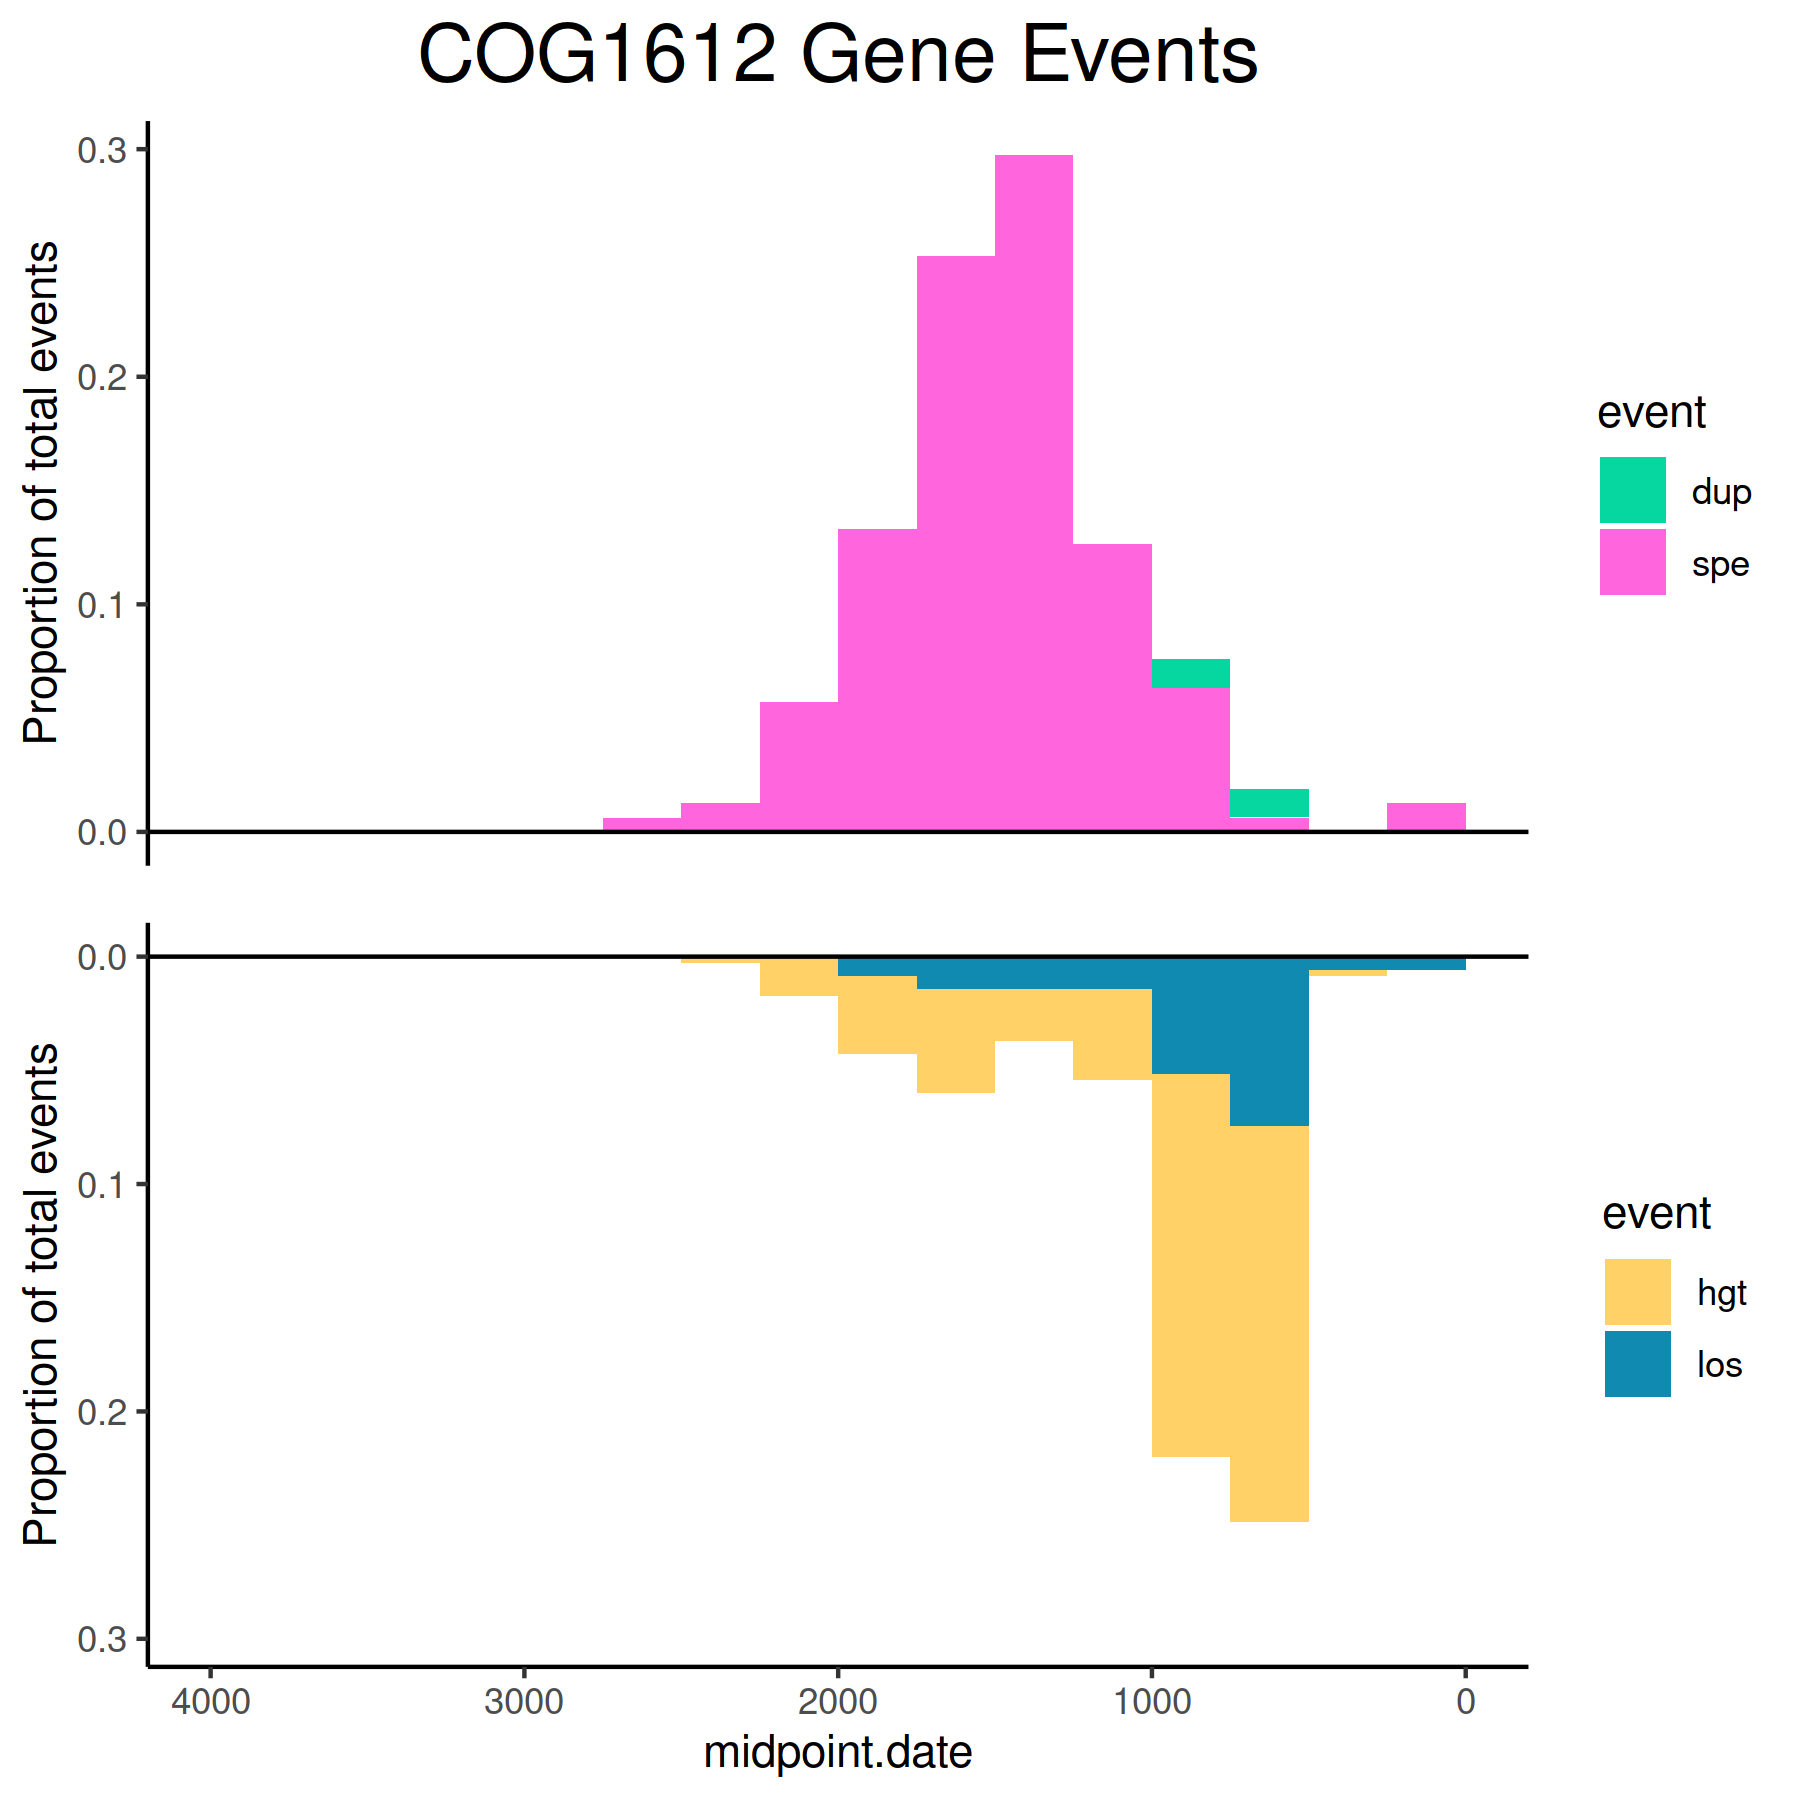 COG1612 Gene Events
Proportion of total events
0.3
0.2
0.1
0.0
event
dup
spe
Proportion of total events
0.0
0.1
0.2
0.3
event
hgt
los
4000 3000 2000 1000 0
midpoint.date